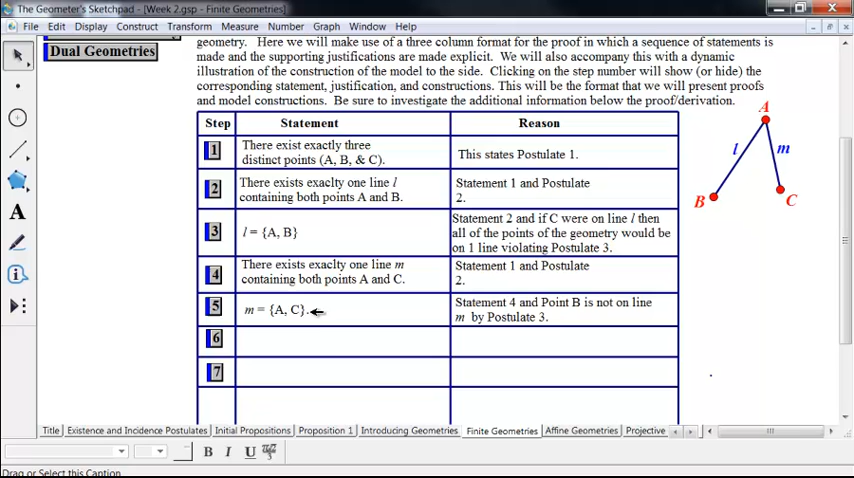 The Geometer's Sketchpad - [Week 2.gsp - Finite Geometries]
File Edit Display Construct Transform Measure Number Graph Window Help
Dual Geometries
geometry. Here we will make use of a three column format for the proof in which a sequence of statements is
made and the supporting justifications are made explicit. We will also accompany this with a dynamic
illustration of the construction of the model to the side. Clicking on the step number will show (or hide) the
corresponding statement, justification, and constructions. This will be the format that we will present proofs
and model constructions. Be sure to investigate the additional information below the proof/derivation.
Step Statement Reason
1 There exist exactly three
distinct points (A, B, & C).
This states Postulate 1.
2 There exists exaclty one line l
containing both points A and B.
Statement 1 and Postulate
2.
3 l = {A, B}
Statement 2 and if C were on line l then
all of the points of the geometry would be
on 1 line violating Postulate 3.
4 There exists exaclty one line m
containing both points A and C.
Statement 1 and Postulate
2.
5 m = {A, C}.
Statement 4 and Point B is not on line
m by Postulate 3.
6
7
A
l m
B C
Title Existence and Incidence Postulates Initial Propositions Proposition 1 Introducing Geometries Finite Geometries Affine Geometries Projective
B I U
Drag or Select this Caption